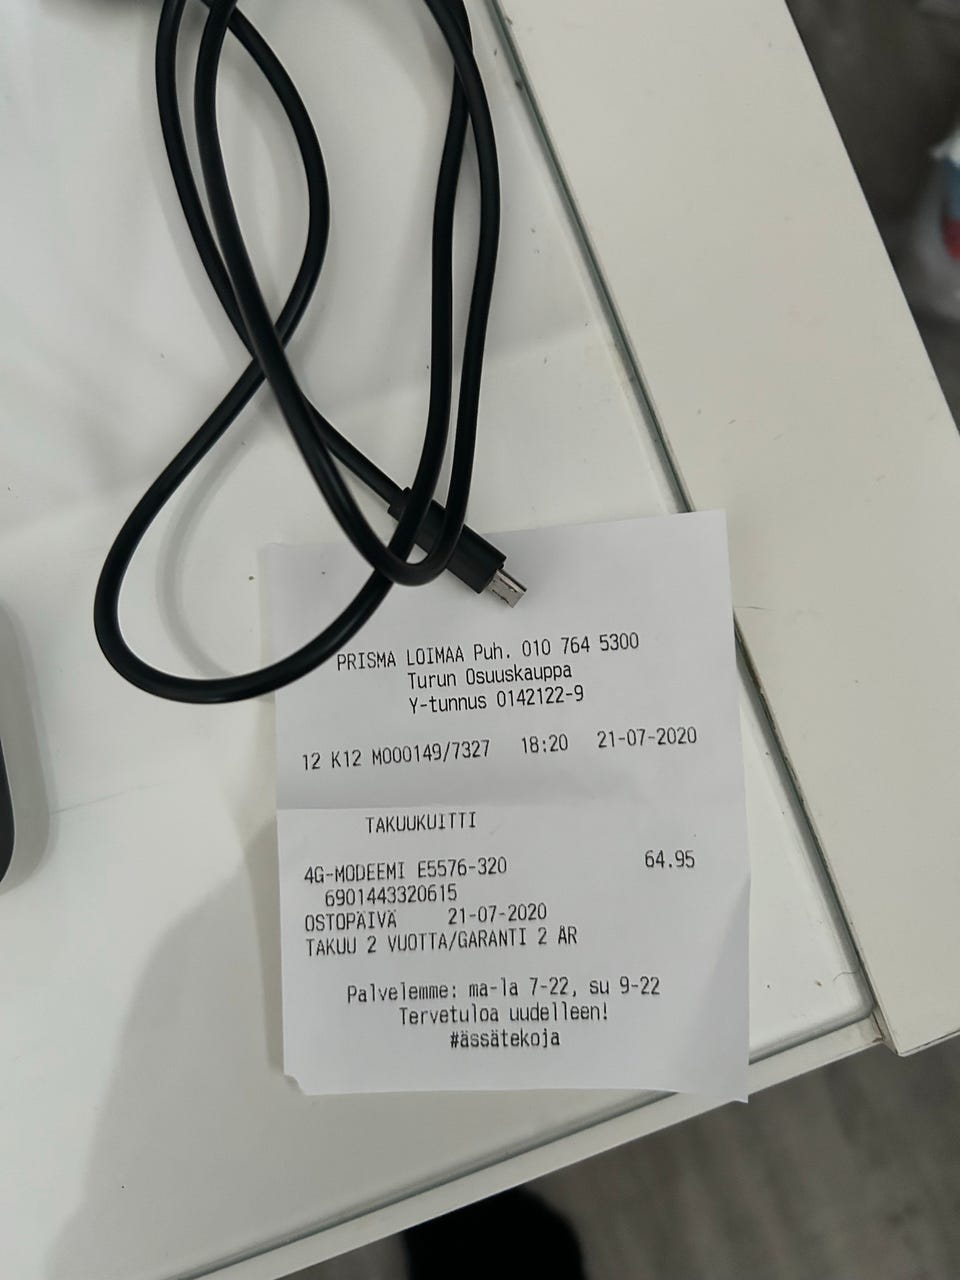 PRISMA LOIMAA Puh. 010 764 5300
Turun Osuuskauppa
Y-tunnus 0142122-9
12 K12 M000149/7327 18:20 21-07-2020
TAKUUKUITTI
4G-MODEEMI E5576-320 64.95
6901443320615
OSTOPÄIVÄ 21-07-2020
TAKUU 2 VUOTTA/GARANTI 2 ÅR
Palvelemme: ma-la 7-22, su 9-22
Tervetuloa uudelleen!
#ässätekoja